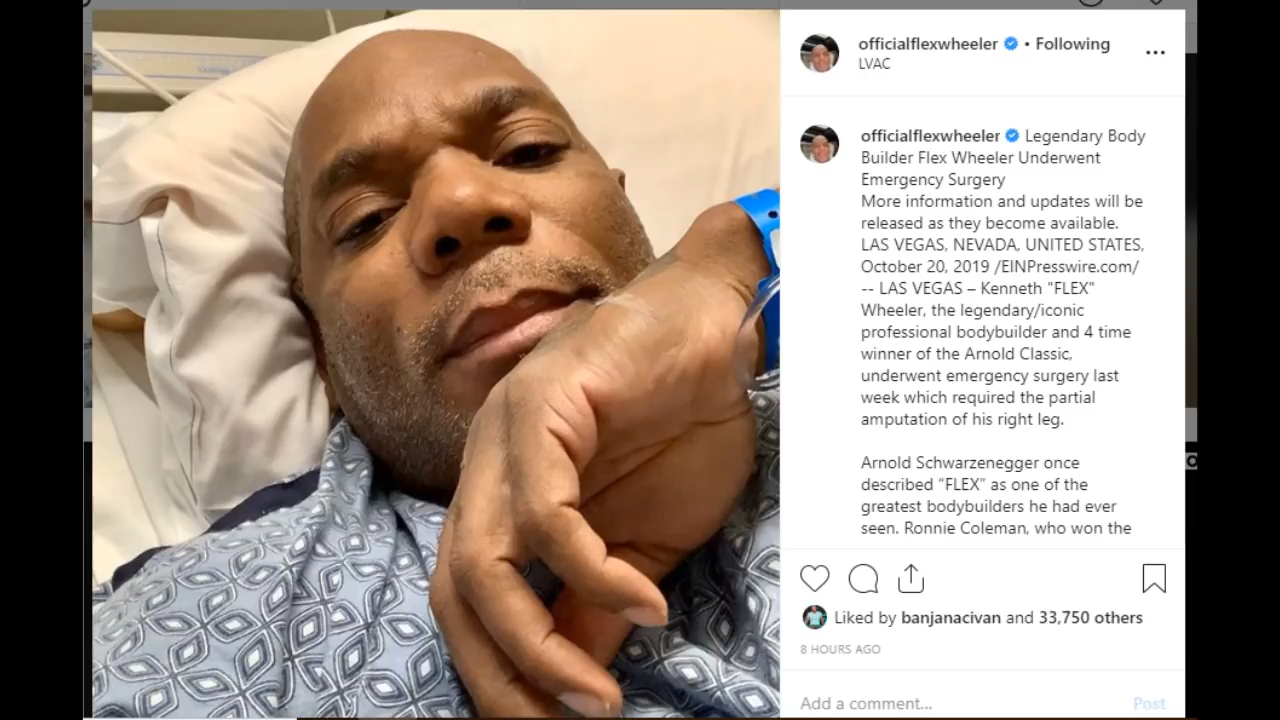 officialflexwheeler • Following
LVAC
officialflexwheeler Legendary Body
Builder Flex Wheeler Underwent
Emergency Surgery
More information and updates will be
released as they become available.
LAS VEGAS, NEVADA, UNITED STATES,
October 20, 2019 /EINPresswire.com/
-- LAS VEGAS – Kenneth "FLEX"
Wheeler, the legendary/iconic
professional bodybuilder and 4 time
winner of the Arnold Classic,
underwent emergency surgery last
week which required the partial
amputation of his right leg.
Arnold Schwarzenegger once
described “FLEX” as one of the
greatest bodybuilders he had ever
seen. Ronnie Coleman, who won the
Liked by banjanacivan and 33,750 others
8 HOURS AGO
Add a comment... Post